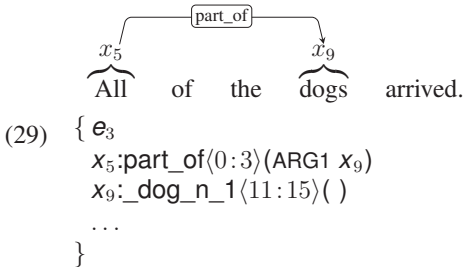 part_of
x5 x9
All of the dogs arrived.
(29) { e3
x5:part_of⟨0:3⟩(ARG1 x9)
x9:_dog_n_1⟨11:15⟩( )
...
}